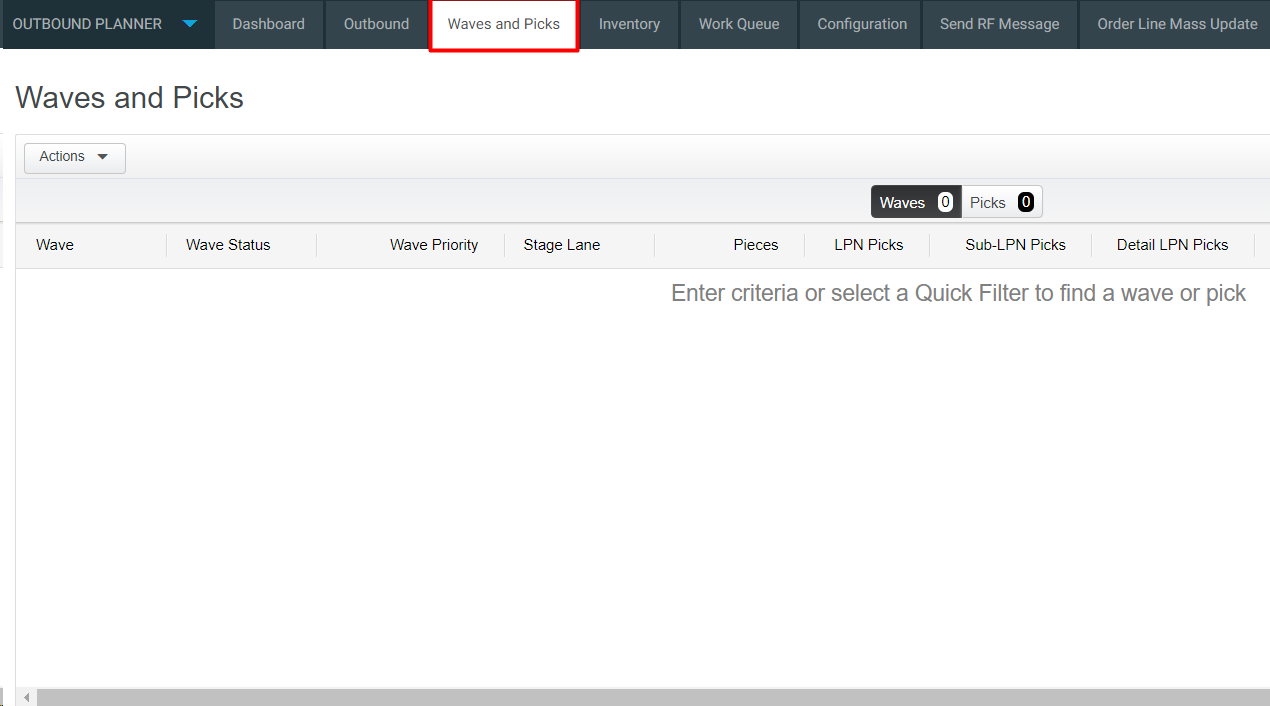 OUTBOUND PLANNER Dashboard Outbound Waves and Picks Inventory Work Queue Configuration Send RF Message Order Line Mass Update
Waves and Picks
Actions
Waves 0 Picks 0
Wave Wave Status Wave Priority Stage Lane Pieces LPN Picks Sub-LPN Picks Detail LPN Picks
Enter criteria or select a Quick Filter to find a wave or pick